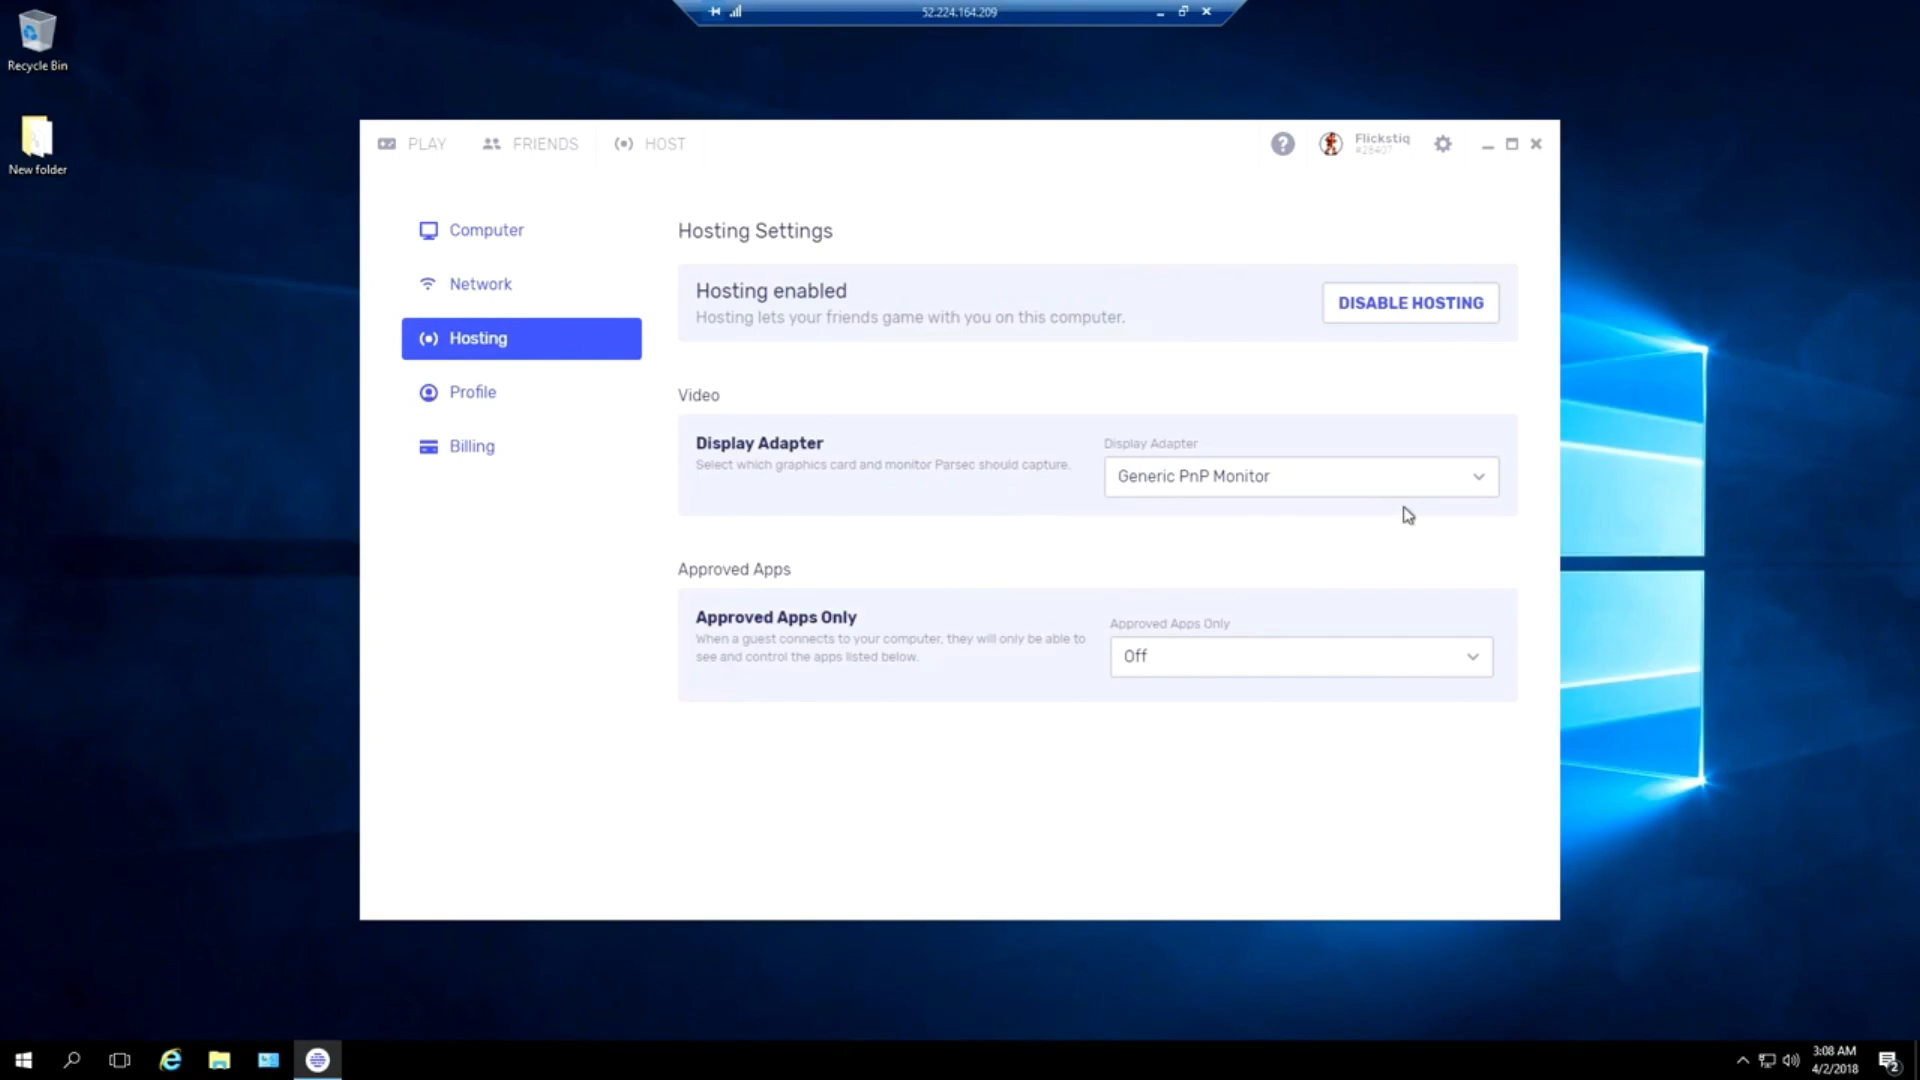 52.224.164.209
Recycle Bin
New folder
PLAY
FRIENDS
HOST
?
Flickstiq
#26407
Computer
Network
Hosting
Profile
Billing
Hosting Settings
Hosting enabled
Hosting lets your friends game with you on this computer.
DISABLE HOSTING
Video
Display Adapter
Select which graphics card and monitor Parsec should capture.
Display Adapter
Generic PnP Monitor
Approved Apps
Approved Apps Only
When a guest connects to your computer, they will only be able to
see and control the apps listed below.
Approved Apps Only
Off
3:08 AM
4/2/2018
2